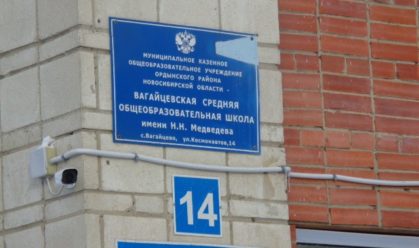 МУНИЦИПАЛЬНОЕ КАЗЕННОЕ
ОБЩЕОБРАЗОВАТЕЛЬНОЕ УЧРЕЖДЕНИЕ
ОРДЫНСКОГО РАЙОНА
НОВОСИБИРСКОЙ ОБЛАСТИ -
ВАГАЙЦЕВСКАЯ СРЕДНЯЯ
ОБЩЕОБРАЗОВАТЕЛЬНАЯ ШКОЛА
ИМЕНИ Н.Н. МЕДВЕДЕВА
с.Вагайцево, ул.Космонавтов,14
14